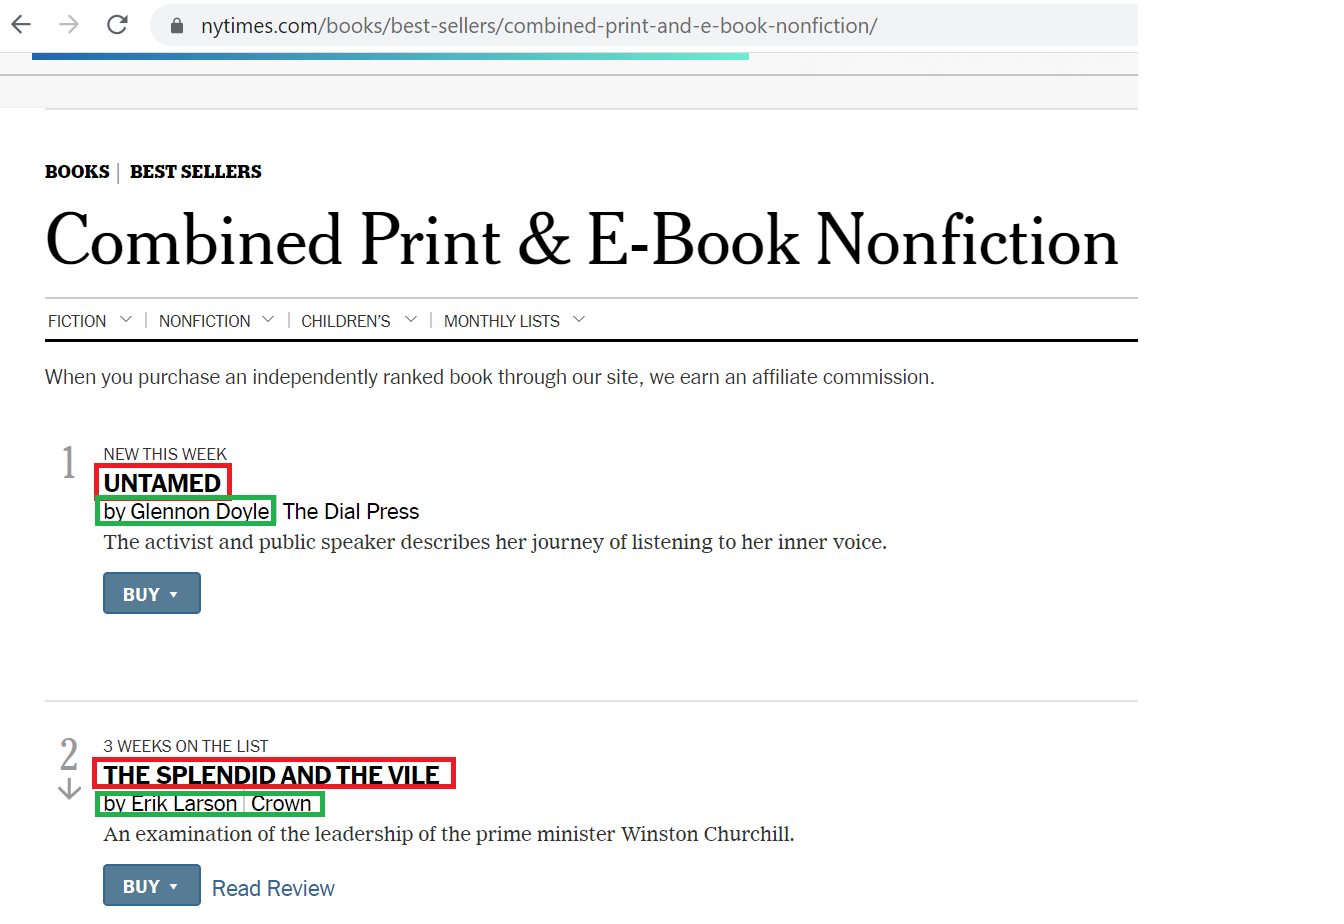 nytimes.com/books/best-sellers/combined-print-and-e-book-nonfiction/
BOOKS | BEST SELLERS
Combined Print & E-Book Nonfiction
FICTION | NONFICTION | CHILDREN'S | MONTHLY LISTS
When you purchase an independently ranked book through our site, we earn an affiliate commission.
1
NEW THIS WEEK
UNTAMED
by Glennon Doyle The Dial Press
The activist and public speaker describes her journey of listening to her inner voice.
BUY
2
3 WEEKS ON THE LIST
THE SPLENDID AND THE VILE
by Erik Larson | Crown
An examination of the leadership of the prime minister Winston Churchill.
BUY Read Review